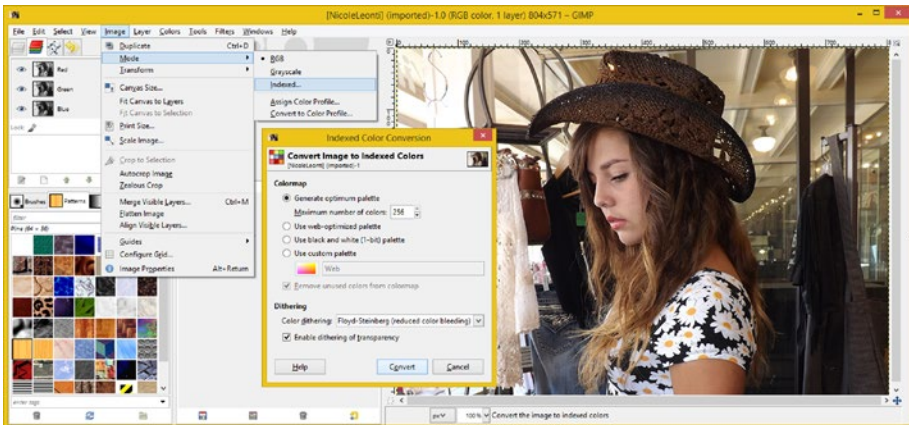 [NicoleLeonti] (imported)-1.0 (RGB color, 1 layer) 804x571 – GIMP
File Edit Select View Image Layer Colors Tools Filters Windows Help
Duplicate Ctrl+D
Mode
Transform
Canvas Size...
Fit Canvas to Layers
Fit Canvas to Selection
Print Size...
Scale Image...
Crop to Selection
Autocrop Image
Zealous Crop
Merge Visible Layers... Ctrl+M
Flatten Image
Align Visible Layers...
Guides
Configure Grid...
Image Properties Alt+Return
RGB
Grayscale
Indexed...
Assign Color Profile...
Convert to Color Profile...
Red
Green
Blue
Lock:
Brushes Patterns
filter
Pine (64 × 56)
enter tags
Indexed Color Conversion
Convert Image to Indexed Colors
[NicoleLeonti] (imported)-1
Colormap
Generate optimum palette
Maximum number of colors: 256
Use web-optimized palette
Use black and white (1-bit) palette
Use custom palette
Web
Remove unused colors from colormap
Dithering
Color dithering: Floyd-Steinberg (reduced color bleeding)
Enable dithering of transparency
Help Convert Cancel
px 100 % Convert the image to indexed colors